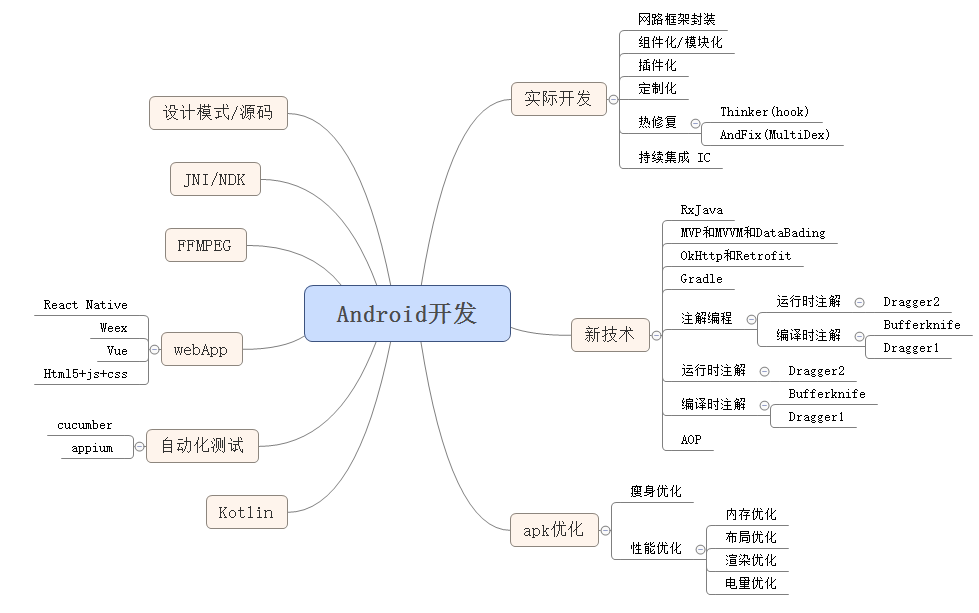 Android开发
设计模式/源码
JNI/NDK
FFMPEG
webApp
React Native
Weex
Vue
Html5+js+css
自动化测试
cucumber
appium
Kotlin
实际开发
网路框架封装
组件化/模块化
插件化
定制化
热修复
Thinker(hook)
AndFix(MultiDex)
持续集成 IC
新技术
RxJava
MVP和MVVM和DataBading
OkHttp和Retrofit
Gradle
注解编程
运行时注解
Dragger2
编译时注解
Bufferknife
Dragger1
运行时注解
Dragger2
编译时注解
Bufferknife
Dragger1
AOP
apk优化
瘦身优化
性能优化
内存优化
布局优化
渲染优化
电量优化